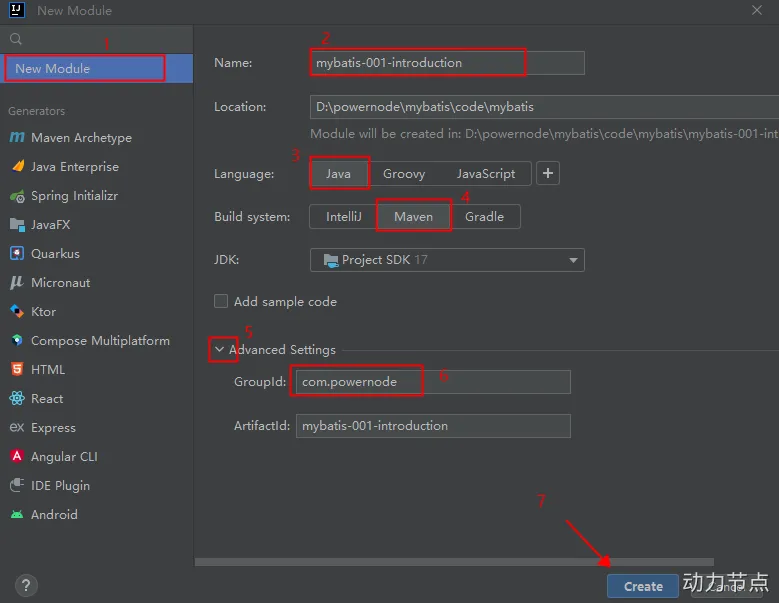 New Module
1
New Module
Generators
Maven Archetype
Java Enterprise
Spring Initializr
JavaFX
Quarkus
Micronaut
Ktor
Compose Multiplatform
HTML
React
Express
Angular CLI
IDE Plugin
Android
?
2
Name: mybatis-001-introduction
Location: D:\powernode\mybatis\code\mybatis
Module will be created in: D:\powernode\mybatis\code\mybatis\mybatis-001-int
3
Language: Java Groovy JavaScript +
4
Build system: IntelliJ Maven Gradle
JDK: Project SDK 17
Add sample code
5
Advanced Settings
GroupId: com.powernode 6
ArtifactId: mybatis-001-introduction
7
Create Cancel
动力节点